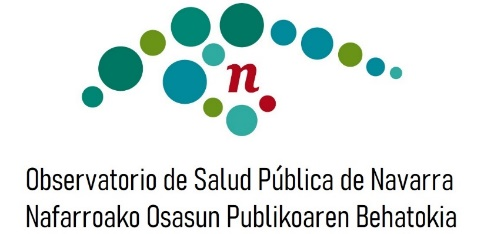 n
Observatorio de Salud Pública de Navarra
Nafarroako Osasun Publikoaren Behatokia